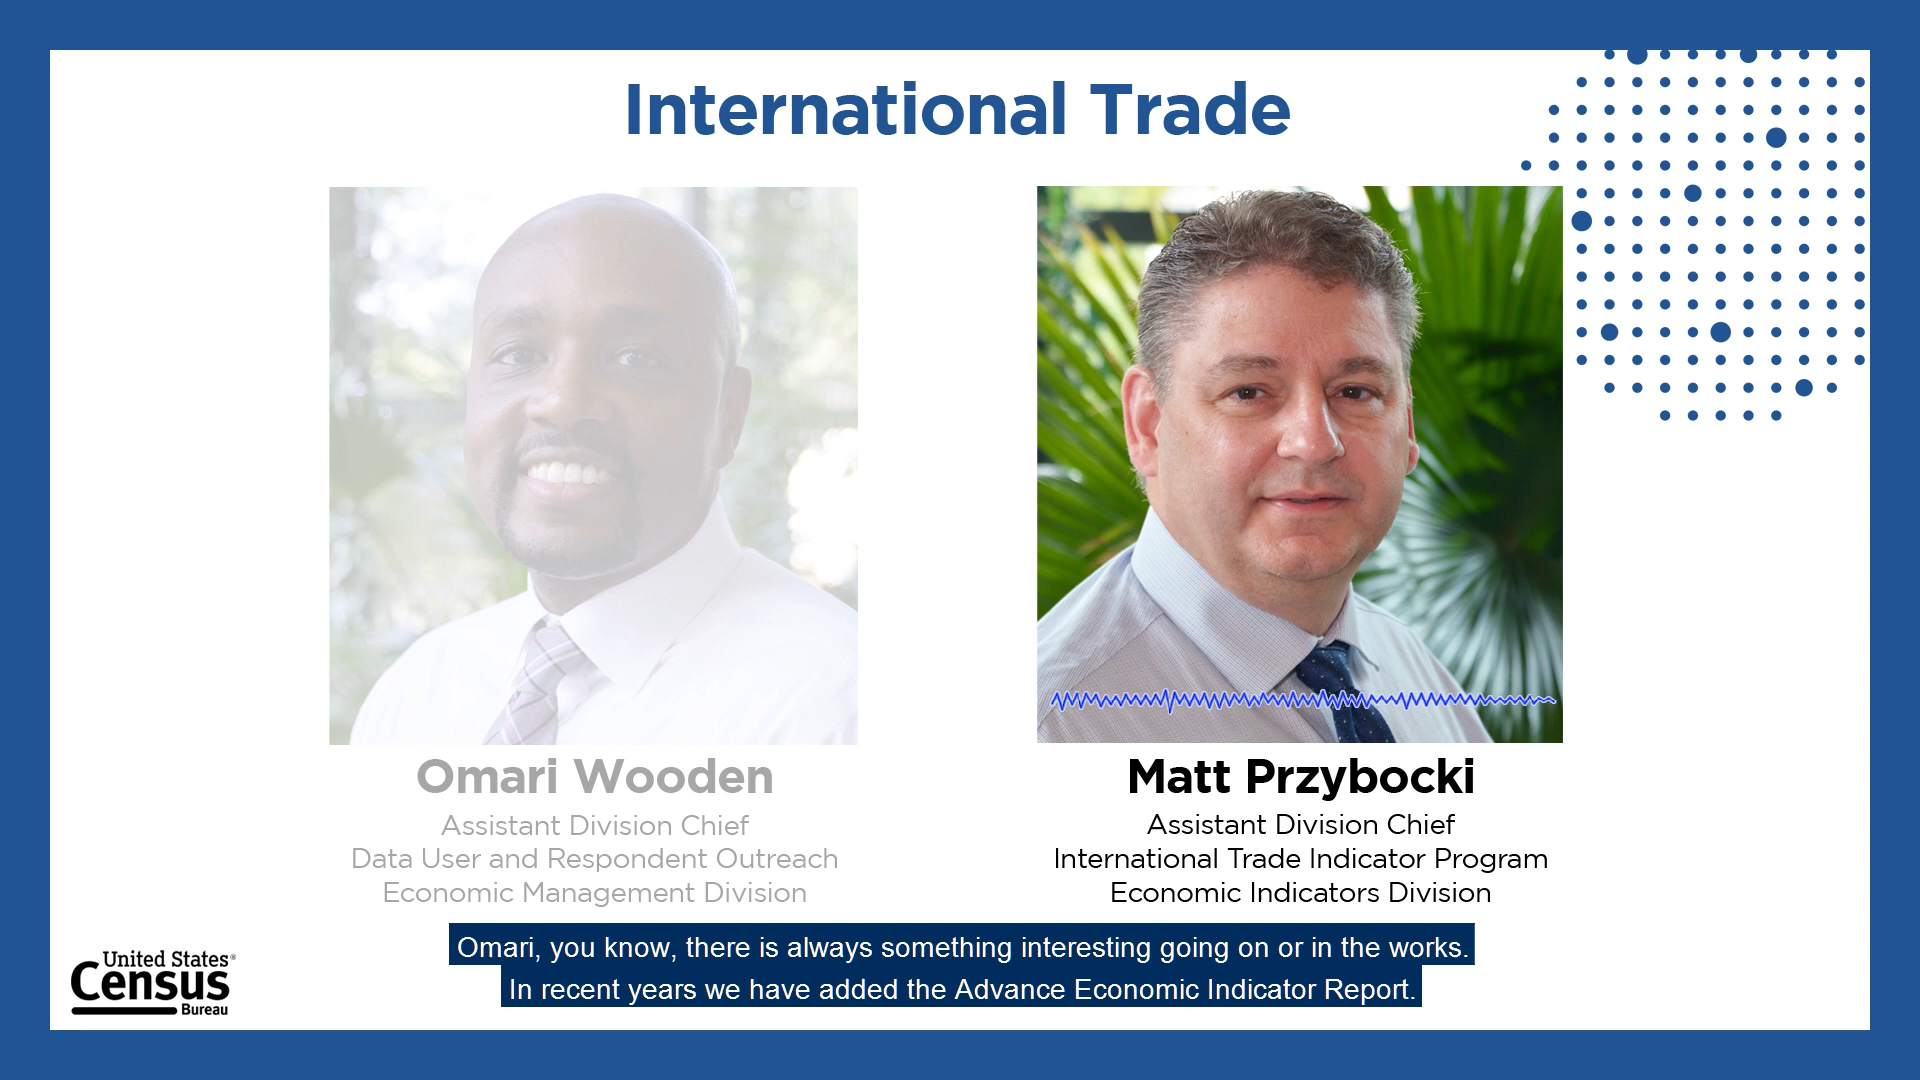 International Trade
Omari Wooden
Assistant Division Chief
Data User and Respondent Outreach
Economic Management Division
Matt Przybocki
Assistant Division Chief
International Trade Indicator Program
Economic Indicators Division
Omari, you know, there is always something interesting going on or in the works.
In recent years we have added the Advance Economic Indicator Report.
United States®
Census
Bureau